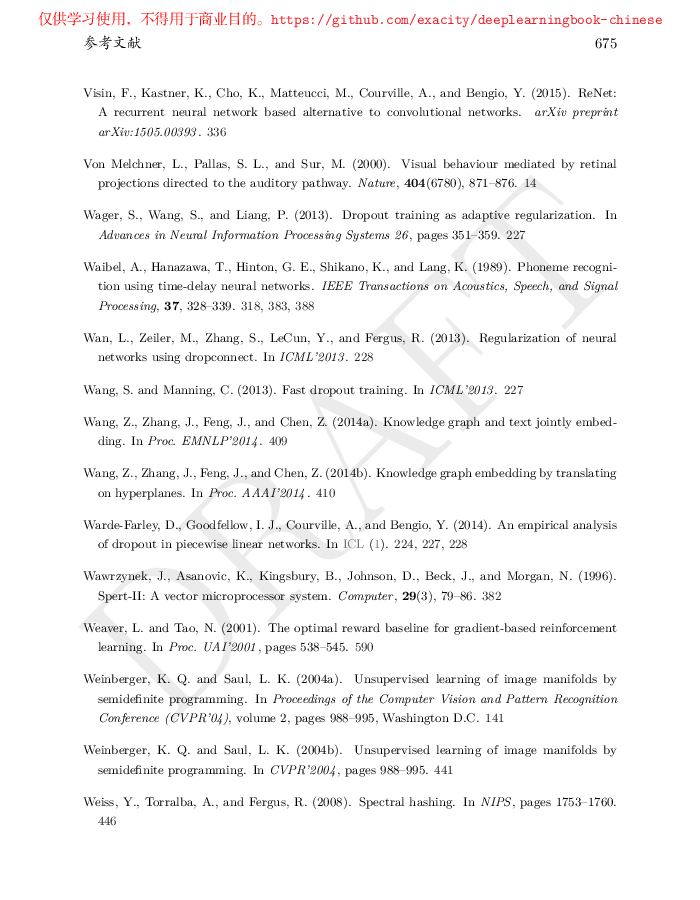 仅供学习使用，不得用于商业目的。https://github.com/exacity/deeplearningbook-chinese
参考文献 675
Visin, F., Kastner, K., Cho, K., Matteucci, M., Courville, A., and Bengio, Y. (2015). ReNet:
A recurrent neural network based alternative to convolutional networks. arXiv preprint
arXiv:1505.00393. 336
Von Melchner, L., Pallas, S. L., and Sur, M. (2000). Visual behaviour mediated by retinal
projections directed to the auditory pathway. Nature, 404(6780), 871–876. 14
Wager, S., Wang, S., and Liang, P. (2013). Dropout training as adaptive regularization. In
Advances in Neural Information Processing Systems 26, pages 351–359. 227
Waibel, A., Hanazawa, T., Hinton, G. E., Shikano, K., and Lang, K. (1989). Phoneme recogni-
tion using time-delay neural networks. IEEE Transactions on Acoustics, Speech, and Signal
Processing, 37, 328–339. 318, 383, 388
Wan, L., Zeiler, M., Zhang, S., LeCun, Y., and Fergus, R. (2013). Regularization of neural
networks using dropconnect. In ICML'2013. 228
Wang, S. and Manning, C. (2013). Fast dropout training. In ICML'2013. 227
Wang, Z., Zhang, J., Feng, J., and Chen, Z. (2014a). Knowledge graph and text jointly embed-
ding. In Proc. EMNLP'2014. 409
Wang, Z., Zhang, J., Feng, J., and Chen, Z. (2014b). Knowledge graph embedding by translating
on hyperplanes. In Proc. AAAI'2014. 410
Warde-Farley, D., Goodfellow, I. J., Courville, A., and Bengio, Y. (2014). An empirical analysis
of dropout in piecewise linear networks. In ICL (1). 224, 227, 228
Wawrzynek, J., Asanovic, K., Kingsbury, B., Johnson, D., Beck, J., and Morgan, N. (1996).
Spert-II: A vector microprocessor system. Computer, 29(3), 79–86. 382
Weaver, L. and Tao, N. (2001). The optimal reward baseline for gradient-based reinforcement
learning. In Proc. UAI'2001, pages 538–545. 590
Weinberger, K. Q. and Saul, L. K. (2004a). Unsupervised learning of image manifolds by
semidefinite programming. In Proceedings of the Computer Vision and Pattern Recognition
Conference (CVPR'04), volume 2, pages 988–995, Washington D.C. 141
Weinberger, K. Q. and Saul, L. K. (2004b). Unsupervised learning of image manifolds by
semidefinite programming. In CVPR'2004, pages 988–995. 441
Weiss, Y., Torralba, A., and Fergus, R. (2008). Spectral hashing. In NIPS, pages 1753–1760.
446
DRAFT